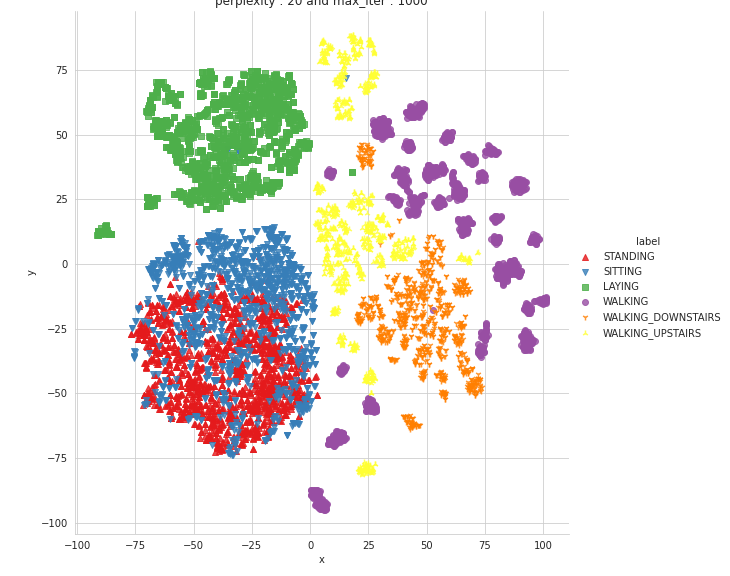 perplexity : 20 and max_iter : 1000
75
50
25
0
−25
−50
−75
−100
y
−100
−75
−50
−25
0
25
50
75
100
x
label
STANDING
SITTING
LAYING
WALKING
WALKING_DOWNSTAIRS
WALKING_UPSTAIRS